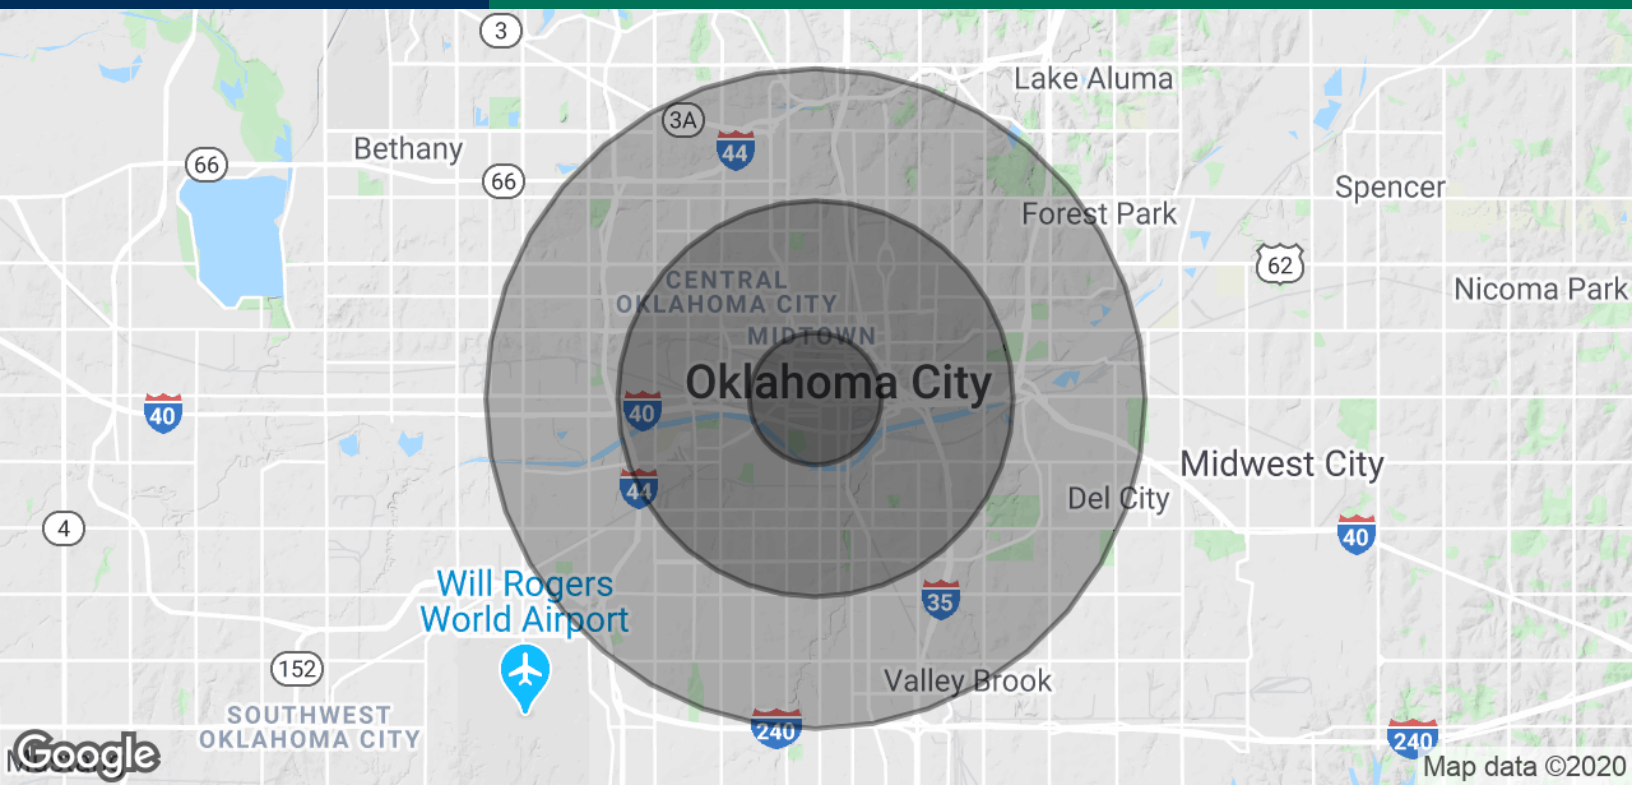 3
Lake Aluma
3A
Bethany
44
66
66
Spencer
Forest Park
62
CENTRAL
OKLAHOMA CITY
Nicoma Park
MIDTOWN
Oklahoma City
40
40
Midwest City
44
Del City
4
40
Will Rogers
World Airport
35
152
Valley Brook
SOUTHWEST
OKLAHOMA CITY
240
240
Google
Map data ©2020